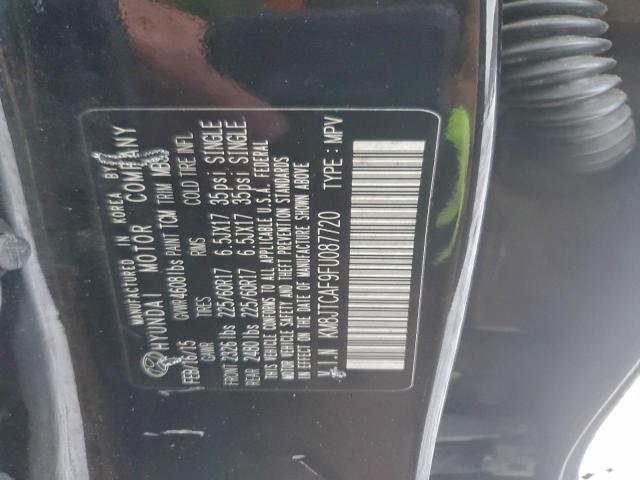 MANUFACTURED IN KOREA BY
HYUNDAI MOTOR COMPANY
FEB/16/15 GVWR 4608 lbs PAINT TCM TRIM
GAWR TIRES RIMS COLD TIRE INFL
FRONT 2326 lbs 225/60R17 6.5JX17 35psi SINGLE
REAR 2490 lbs 225/60R17 6.5JX17 35psi SINGLE
THIS VEHICLE CONFORMS TO ALL APPLICABLE U.S.A. FEDERAL
MOTOR VEHICLE SAFETY AND THEFT PREVENTION STANDARDS
IN EFFECT ON THE DATE OF MANUFACTURE SHOWN ABOVE
V.I.N KM8JTCAF9FU087720 TYPE : MPV